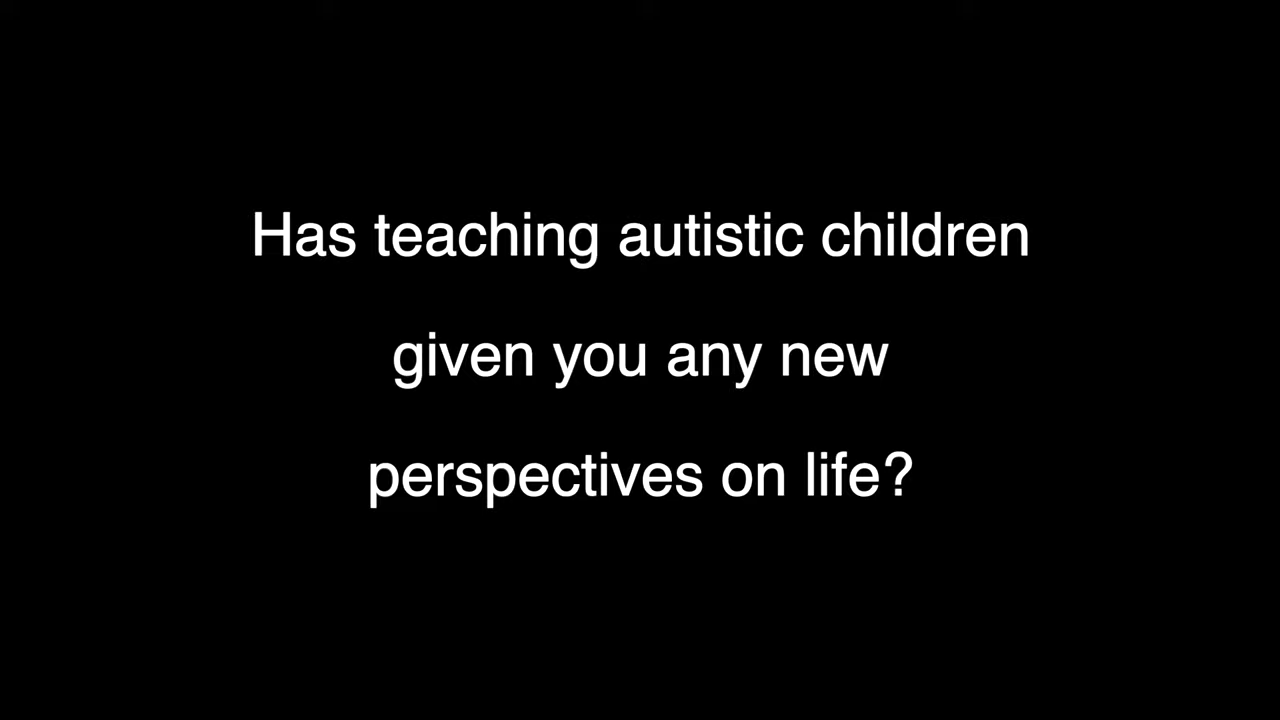 Has teaching autistic children
given you any new
perspectives on life?